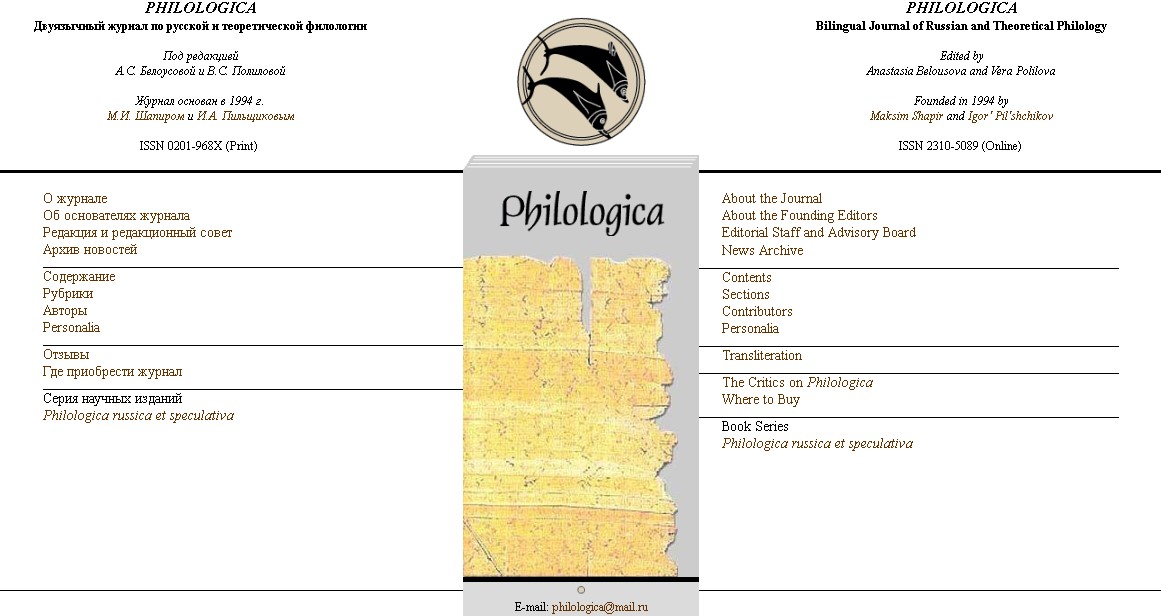 PHILOLOGICA
Двуязычный журнал по русской и теоретической филологии
Под редакцией
А.С. Белоусовой и В.С. Полиловой
Журнал основан в 1994 г.
М.И. Шапиром и И.А. Пильщиковым
ISSN 0201-968X (Print)
PHILOLOGICA
Bilingual Journal of Russian and Theoretical Philology
Edited by
Anastasia Belousova and Vera Polilova
Founded in 1994 by
Maksim Shapir and Igor' Pil'shchikov
ISSN 2310-5089 (Online)
О журнале
Об основателях журнала
Редакция и редакционный совет
Архив новостей
Содержание
Рубрики
Авторы
Personalia
Отзывы
Где приобрести журнал
Серия научных изданий
Philologica russica et speculativa
Philologica
About the Journal
About the Founding Editors
Editorial Staff and Advisory Board
News Archive
Contents
Sections
Contributors
Personalia
Transliteration
The Critics on Philologica
Where to Buy
Book Series
Philologica russica et speculativa
E-mail: philologica@mail.ru